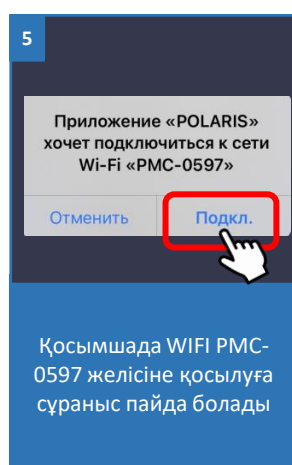 5
Приложение «POLARIS»
хочет подключиться к сети
Wi-Fi «PMC-0597»
Отменить Подкл.
Қосымшада WIFI PMC-
0597 желісіне қосылуға
сұраныс пайда болады